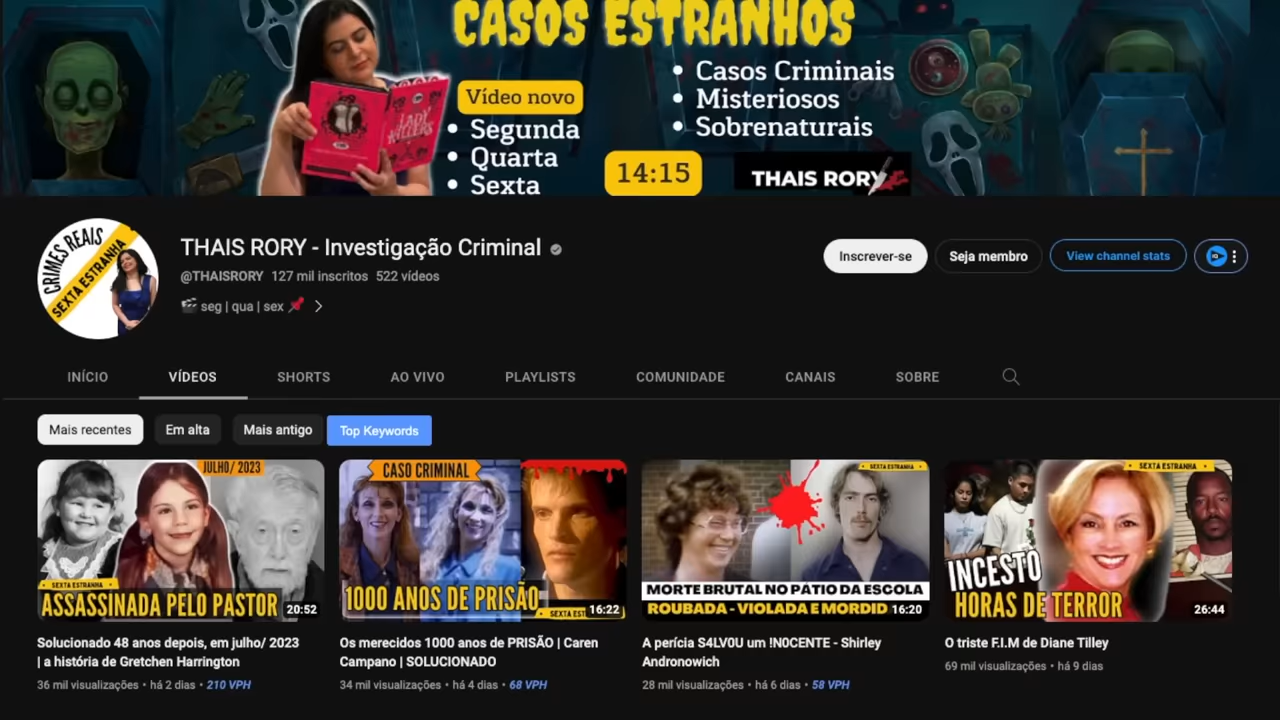 CASOS ESTRANHOS
Vídeo novo
• Segunda
• Quarta
• Sexta
• Casos Criminais
• Misteriosos
• Sobrenaturais
14:15
THAIS RORY
LADY KILLERS
CRIMES REAIS
SEXTA ESTRANHA
THAIS RORY - Investigação Criminal
@THAISRORY 127 mil inscritos 522 vídeos
seg | qua | sex
Inscrever-se
Seja membro
View channel stats
INÍCIO VÍDEOS SHORTS AO VIVO PLAYLISTS COMUNIDADE CANAIS SOBRE
Mais recentes Em alta Mais antigo Top Keywords
JULHO/ 2023
SEXTA ESTRANHA
ASSASSINADA PELO PASTOR
20:52
Solucionado 48 anos depois, em julho/ 2023
| a história de Gretchen Harrington
36 mil visualizações • há 2 dias • 210 VPH
CASO CRIMINAL
1000 ANOS DE PRISÃO
SEXTA EST
16:22
Os merecidos 1000 anos de PRISÃO | Caren
Campano | SOLUCIONADO
34 mil visualizações • há 4 dias • 68 VPH
SEXTA ESTRANHA
MORTE BRUTAL NO PATIO DA ESCOLA
ROUBADA - VIOLADA E MORDID
16:20
A perícia S4LV0U um !N0CENTE - Shirley
Andronowich
28 mil visualizações • há 6 dias • 58 VPH
SEXTA ESTRANHA
INCESTO
HORAS DE TERROR
26:44
O triste F.I.M de Diane Tilley
69 mil visualizações • há 9 dias